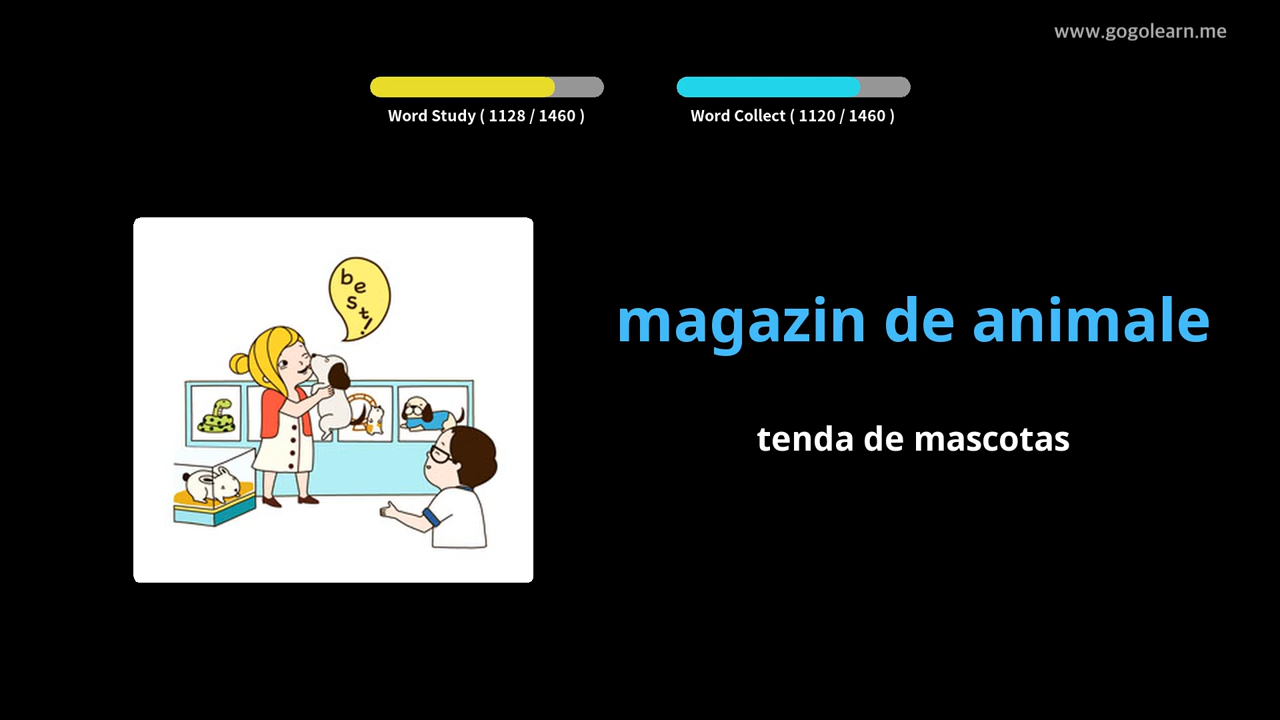 www.gogolearn.me
Word Study ( 1128 / 1460 )
Word Collect ( 1120 / 1460 )
best!
magazin de animale
tenda de mascotas